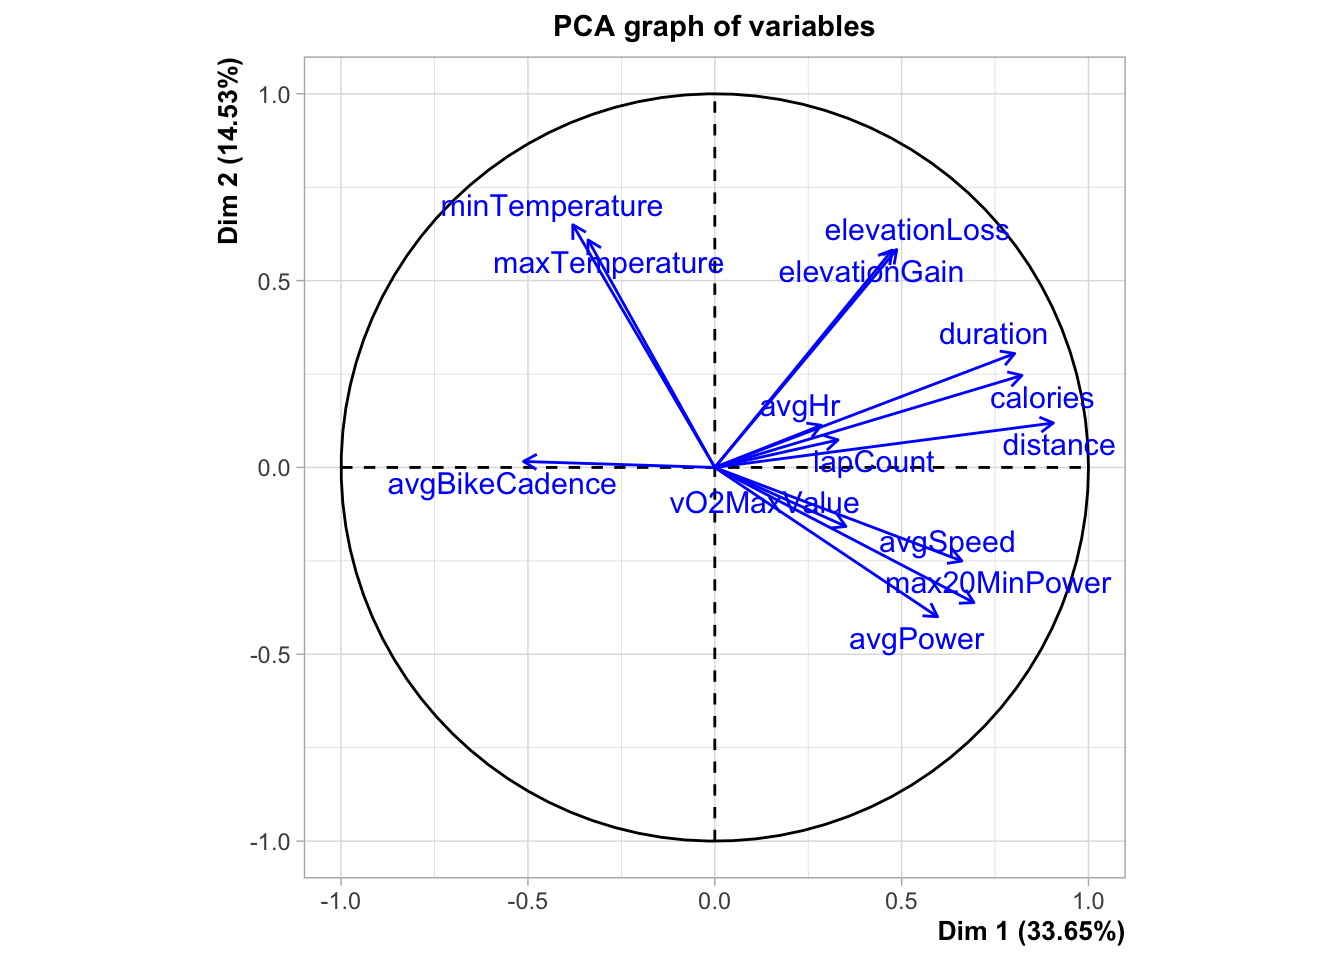 PCA graph of variables
Dim 2 (14.53%)
1.0
0.5
0.0
-0.5
-1.0
minTemperature
elevationLoss
maxTemperature
elevationGain
duration
calories
avgHr
distance
lapCount
avgBikeCadence
vO2MaxValue
avgSpeed
max20MinPower
avgPower
-1.0 -0.5 0.0 0.5 1.0
Dim 1 (33.65%)